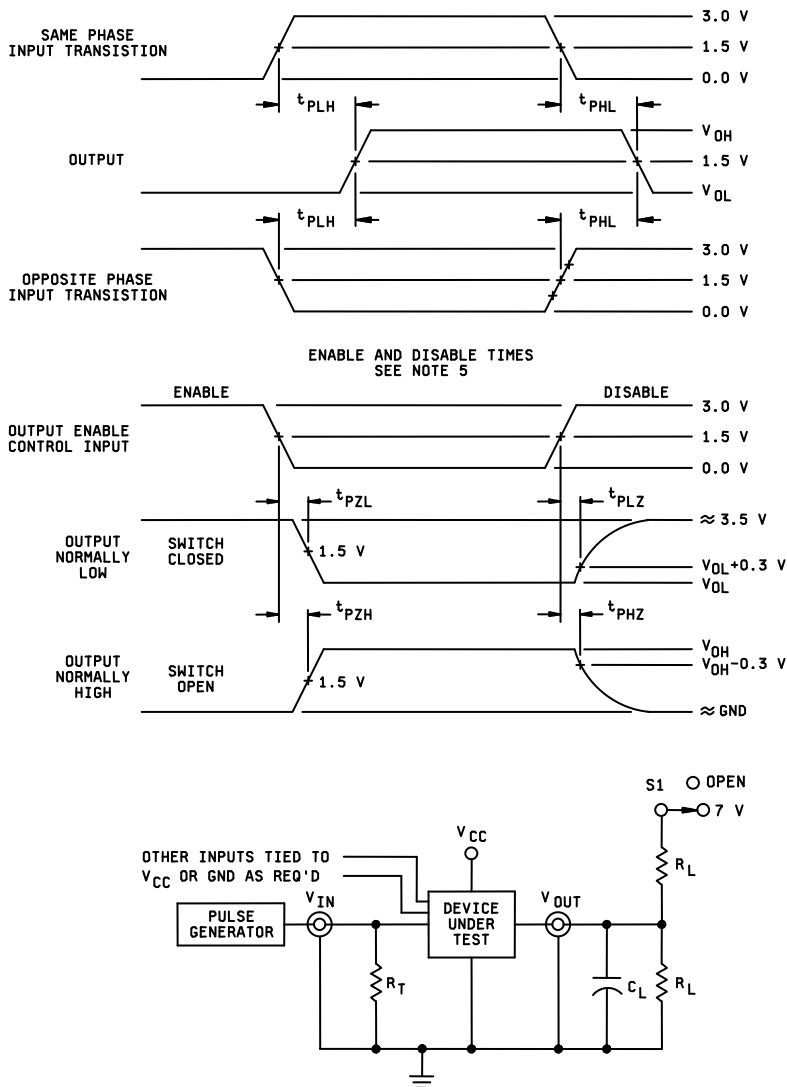 3.0 V
SAME PHASE
INPUT TRANSISTION
1.5 V
0.0 V
tPLH
tPHL
VOH
OUTPUT
1.5 V
VOL
tPLH
tPHL
3.0 V
OPPOSITE PHASE
INPUT TRANSISTION
1.5 V
0.0 V
ENABLE AND DISABLE TIMES
SEE NOTE 5
ENABLE
DISABLE
3.0 V
OUTPUT ENABLE
CONTROL INPUT
1.5 V
0.0 V
tPZL
tPLZ
≈ 3.5 V
OUTPUT
NORMALLY
LOW
SWITCH
CLOSED
1.5 V
VOL+0.3 V
VOL
tPZH
tPHZ
VOH
VOH-0.3 V
OUTPUT
NORMALLY
HIGH
SWITCH
OPEN
1.5 V
≈ GND
S1
OPEN
7 V
VCC
RL
OTHER INPUTS TIED TO
VCC OR GND AS REQ'D
VIN
PULSE
GENERATOR
DEVICE
UNDER
TEST
VOUT
RT
CL
RL